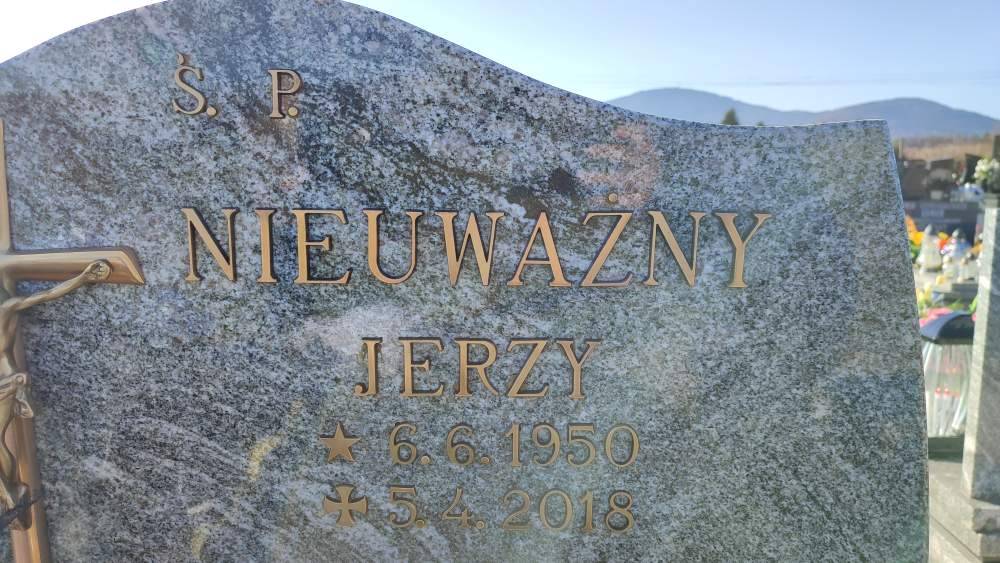 Ś. P.
NIEUWAŻNY
JERZY
★ 6. 6. 1950
✠ 5. 4. 2018